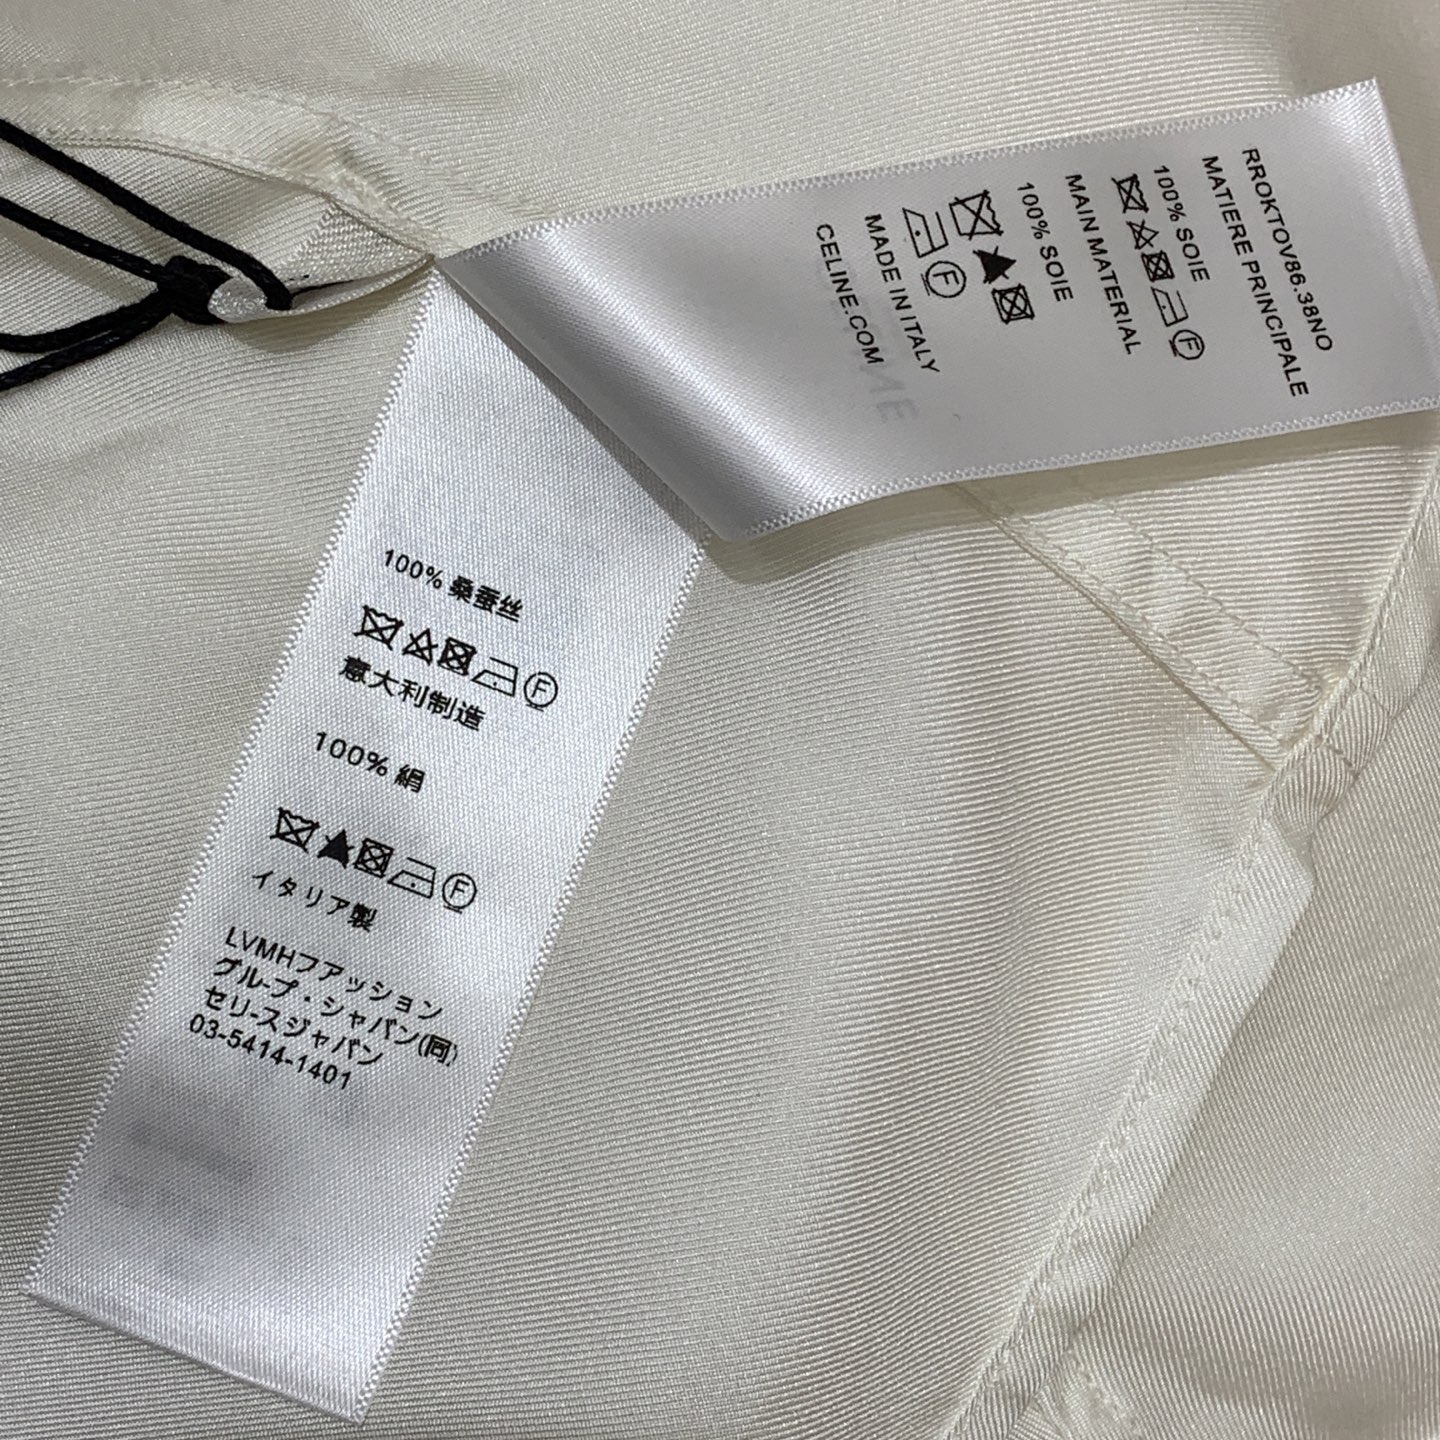 RROKTOV86.38NO
MATIERE PRINCIPALE
100% SOIE
F
MAIN MATERIAL
100% SOIE
F
MADE IN ITALY
CELINE.COM
100% 桑蚕丝
F
意大利制造
100% 絹
F
イタリア製
LVMHファッション
グループ・ジャパン(同)
セリーヌジャパン
03-5414-1401